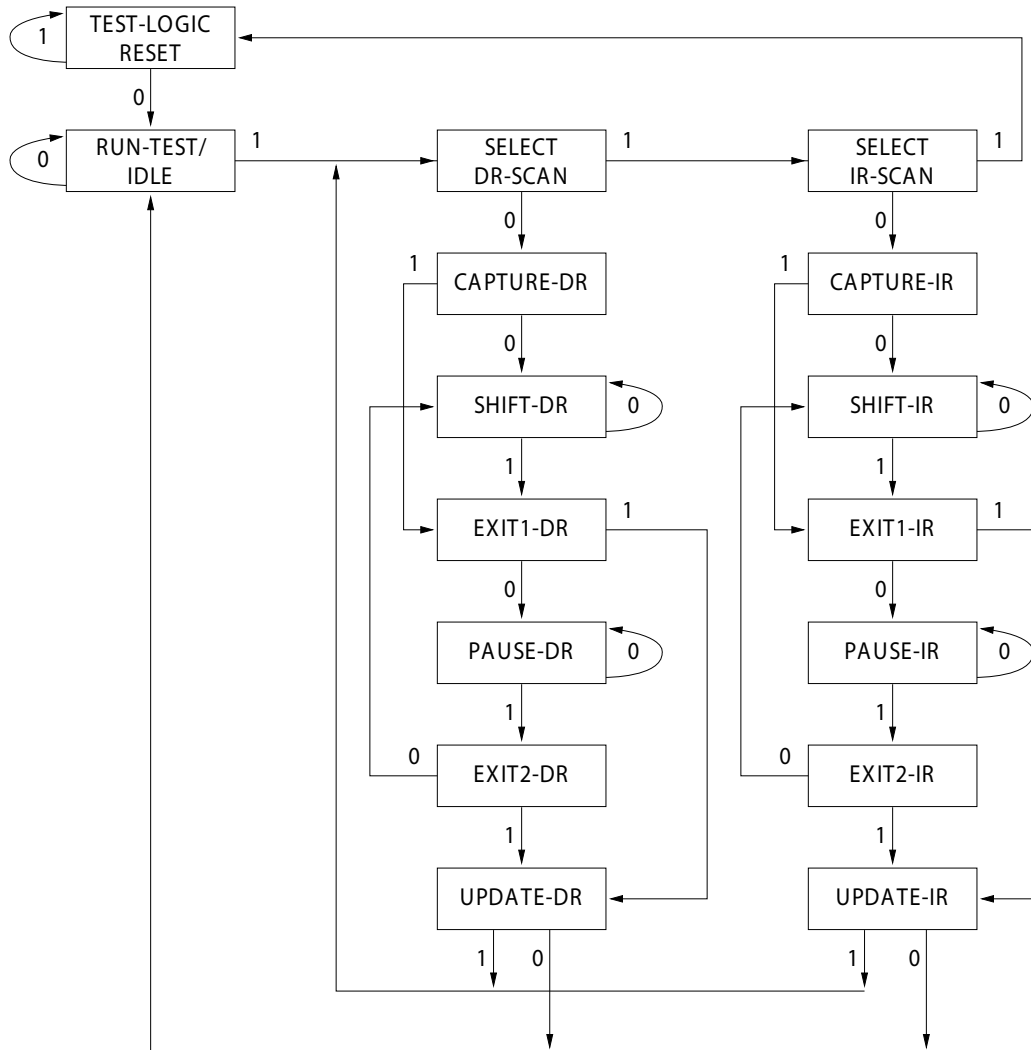 TEST-LOGIC
RESET
1
0
RUN-TEST/
IDLE
0
1
SELECT
DR-SCAN
1
SELECT
IR-SCAN
1
0
0
1
CAPTURE-DR
1
CAPTURE-IR
0
0
SHIFT-DR
0
SHIFT-IR
0
1
1
EXIT1-DR
1
EXIT1-IR
1
0
0
PAUSE-DR
0
PAUSE-IR
0
1
1
0
EXIT2-DR
0
EXIT2-IR
1
1
UPDATE-DR
UPDATE-IR
1
0
1
0